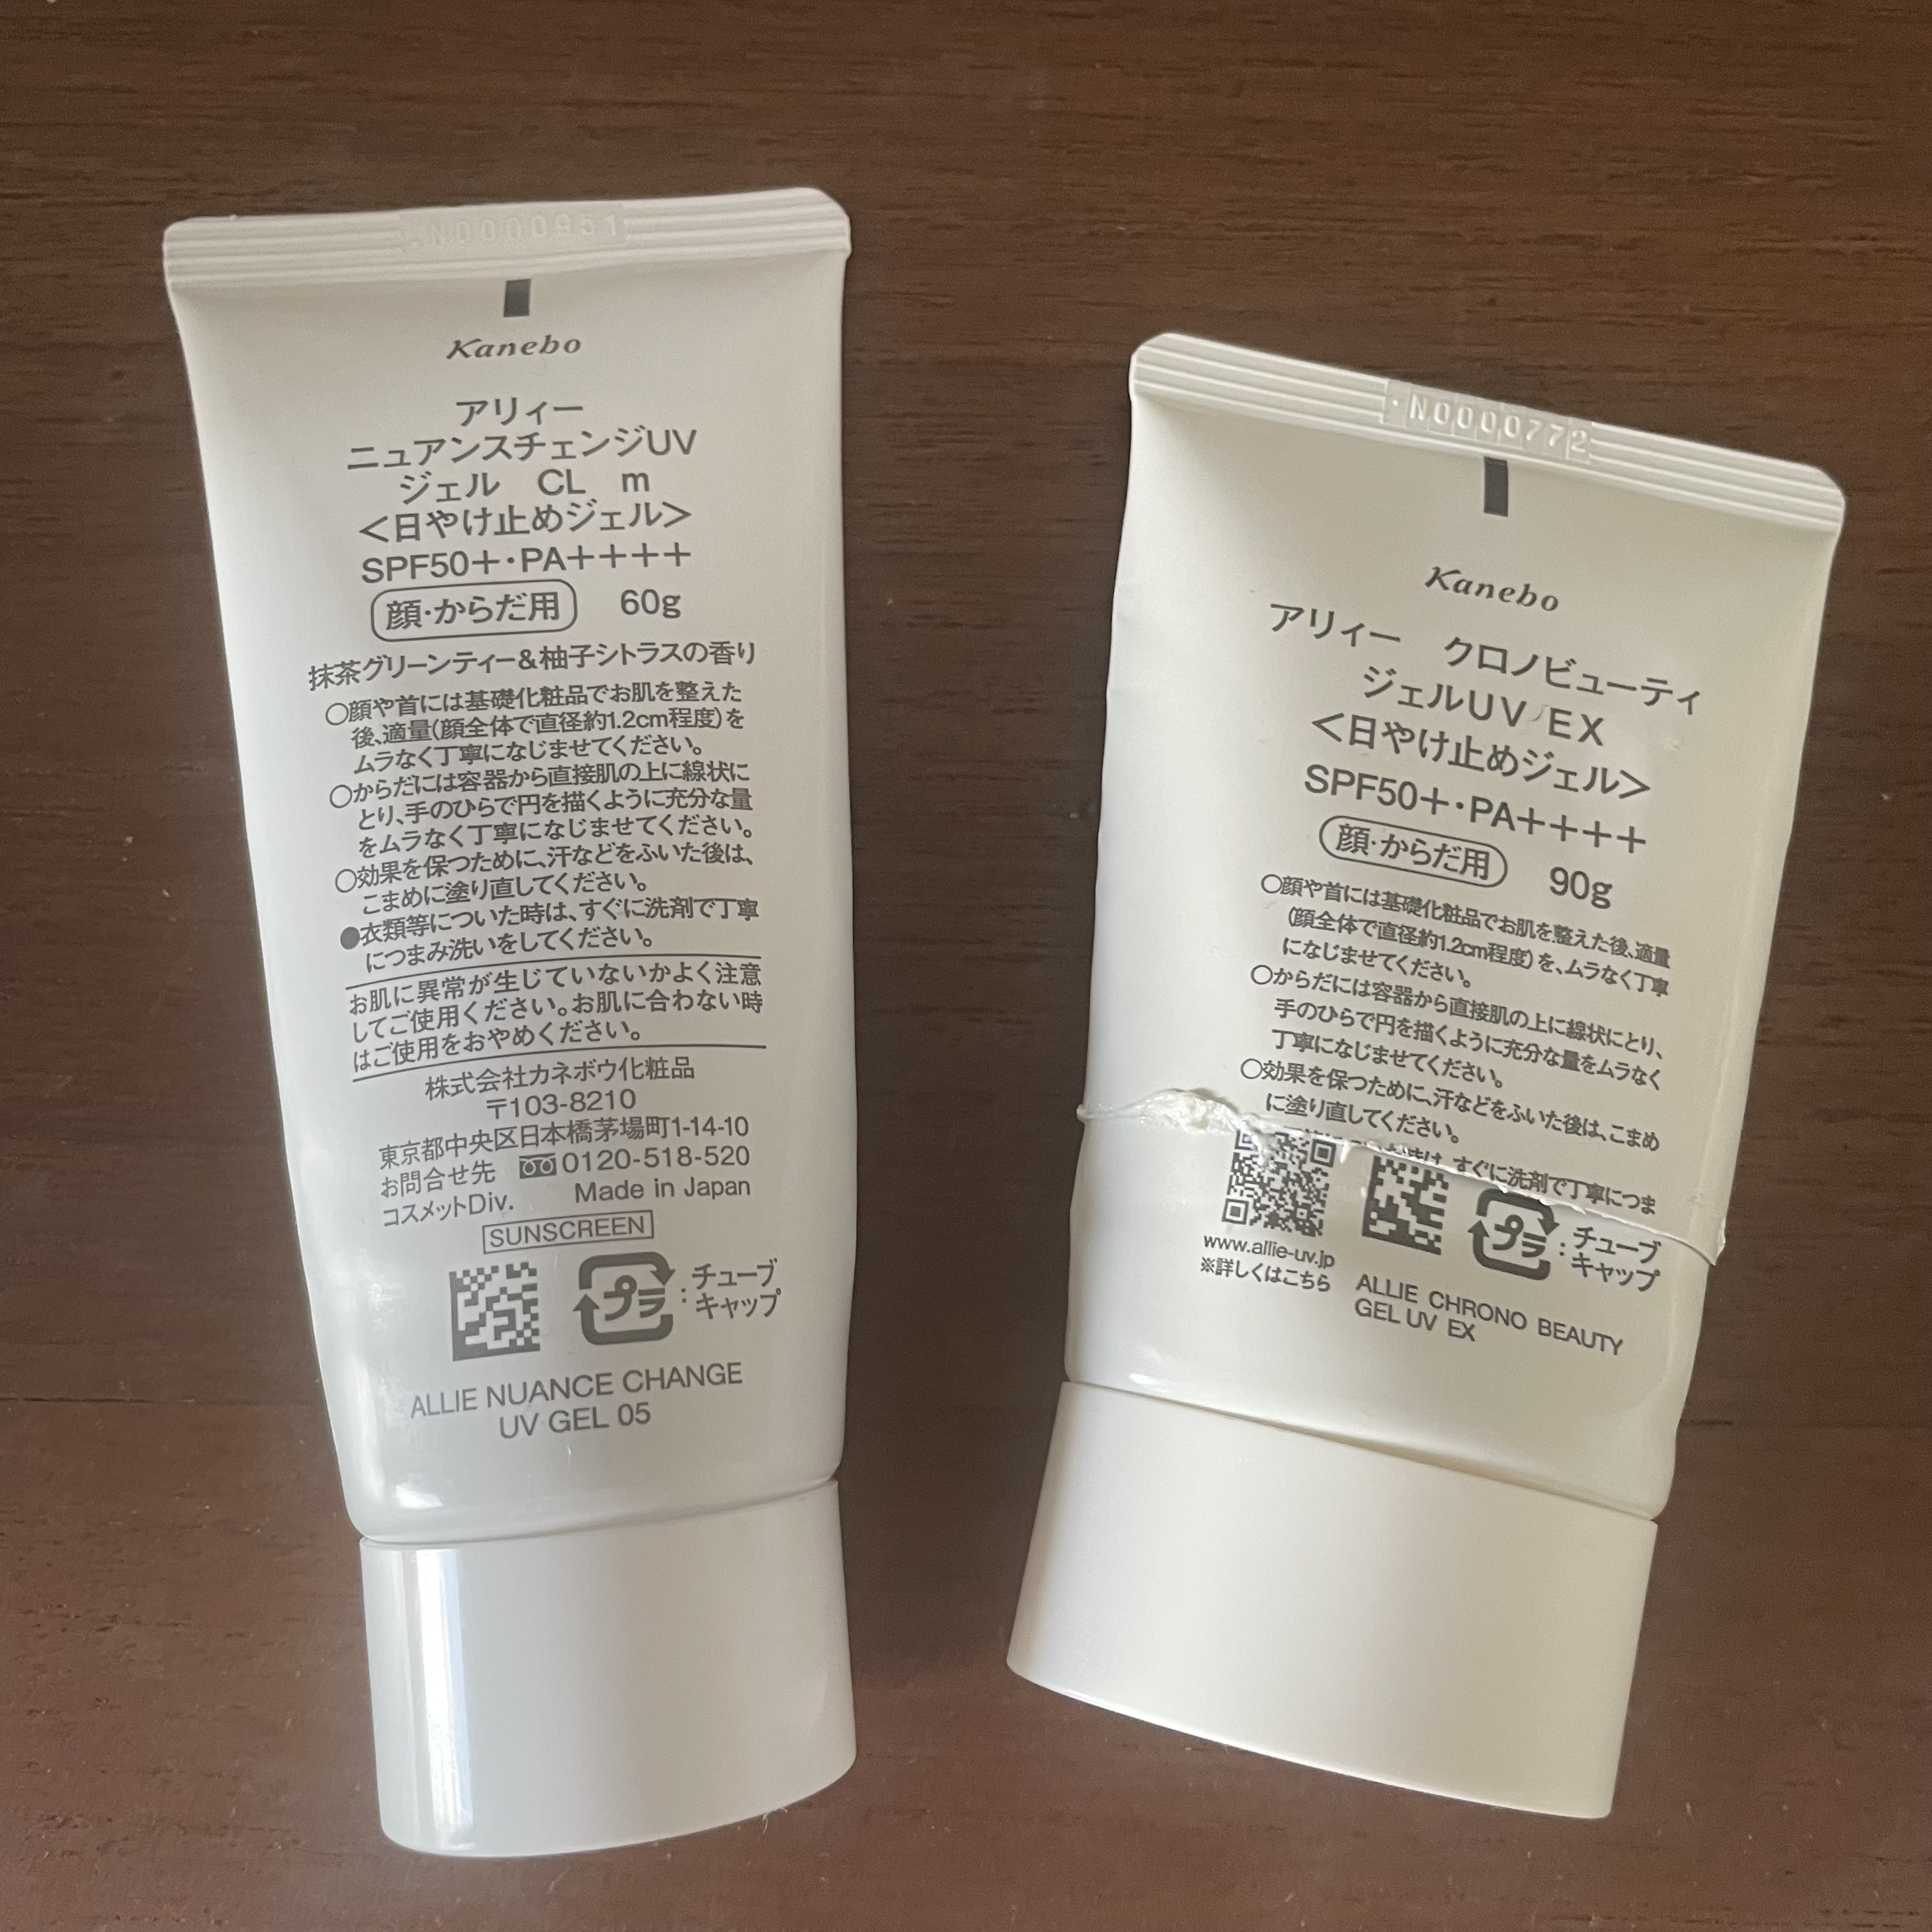 .N0000951
Kanebo
アリィー
ニュアンスチェンジUV
ジェル CL m
＜日やけ止めジェル＞
SPF50＋・PA＋＋＋＋
顔・からだ用 60g
抹茶グリーンティー&柚子シトラスの香り
○顔や首には基礎化粧品でお肌を整えた
後、適量(顔全体で直径約1.2cm程度)を
ムラなく丁寧になじませてください。
○からだには容器から直接肌の上に線状に
とり、手のひらで円を描くように充分な量
をムラなく丁寧になじませてください。
○効果を保つために、汗などをふいた後は、
こまめに塗り直してください。
●衣類等についた時は、すぐに洗剤で丁寧
につまみ洗いをしてください。
お肌に異常が生じていないかよく注意
してご使用ください。お肌に合わない時
はご使用をおやめください。
株式会社カネボウ化粧品
〒103-8210
東京都中央区日本橋茅場町1-14-10
お問合せ先 0120-518-520
コスメットDiv. Made in Japan
SUNSCREEN
プラ : チューブ
キャップ
ALLIE NUANCE CHANGE
UV GEL 05
.N0000772
Kanebo
アリィー クロノビューティ
ジェルUV EX
＜日やけ止めジェル＞
SPF50＋・PA＋＋＋＋
顔・からだ用 90g
○顔や首には基礎化粧品でお肌を整えた後、適量
(顔全体で直径約1.2cm程度)を、ムラなく丁寧
になじませてください。
○からだには容器から直接肌の上に線状にとり、
手のひらで円を描くように充分な量をムラなく
丁寧になじませてください。
○効果を保つために、汗などをふいた後は、こまめ
に塗り直してください。
すぐに洗剤で丁寧につま
プラ : チューブ
キャップ
www.allie-uv.jp
※詳しくはこちら
ALLIE CHRONO BEAUTY
GEL UV EX